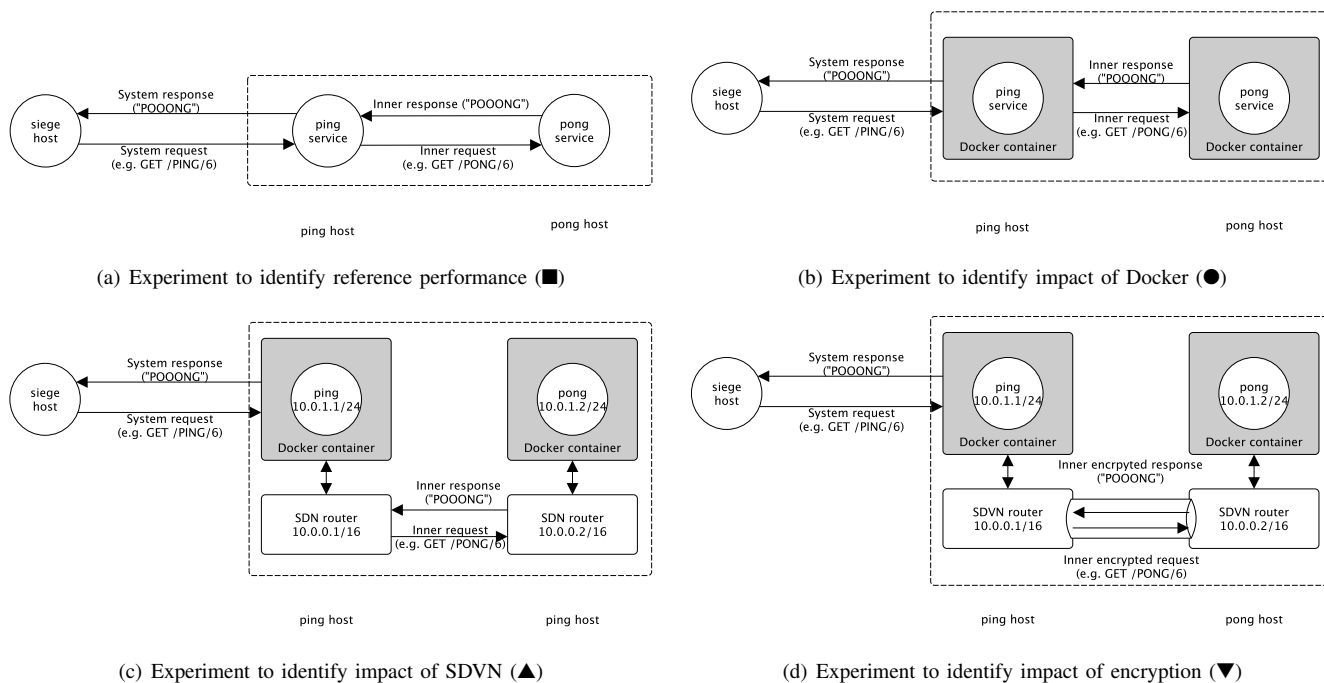 siege
host
System response
("POOONG")
System request
(e.g. GET /PING/6)
ping
service
Inner response ("POOONG")
Inner request
(e.g. GET /PONG/6)
pong
service
ping host
pong host
(a) Experiment to identify reference performance (■)
siege
host
System response
("POOONG")
System request
(e.g. GET /PING/6)
ping
service
Docker container
Inner response
("POOONG")
Inner request
(e.g. GET /PONG/6)
pong
service
Docker container
ping host
pong host
(b) Experiment to identify impact of Docker (●)
siege
host
System response
("POOONG")
System request
(e.g. GET /PING/6)
ping
10.0.1.1/24
Docker container
pong
10.0.1.2/24
Docker container
SDN router
10.0.0.1/16
Inner response
("POOONG")
Inner request
(e.g. GET /PONG/6)
SDN router
10.0.0.2/16
ping host
ping host
(c) Experiment to identify impact of SDVN (▲)
siege
host
System response
("POOONG")
System request
(e.g. GET /PING/6)
ping
10.0.1.1/24
Docker container
pong
10.0.1.2/24
Docker container
Inner encrpyted response
("POOONG")
SDVN router
10.0.0.1/16
SDVN router
10.0.0.2/16
Inner encrypted request
(e.g. GET /PONG/6)
ping host
pong host
(d) Experiment to identify impact of encryption (▼)